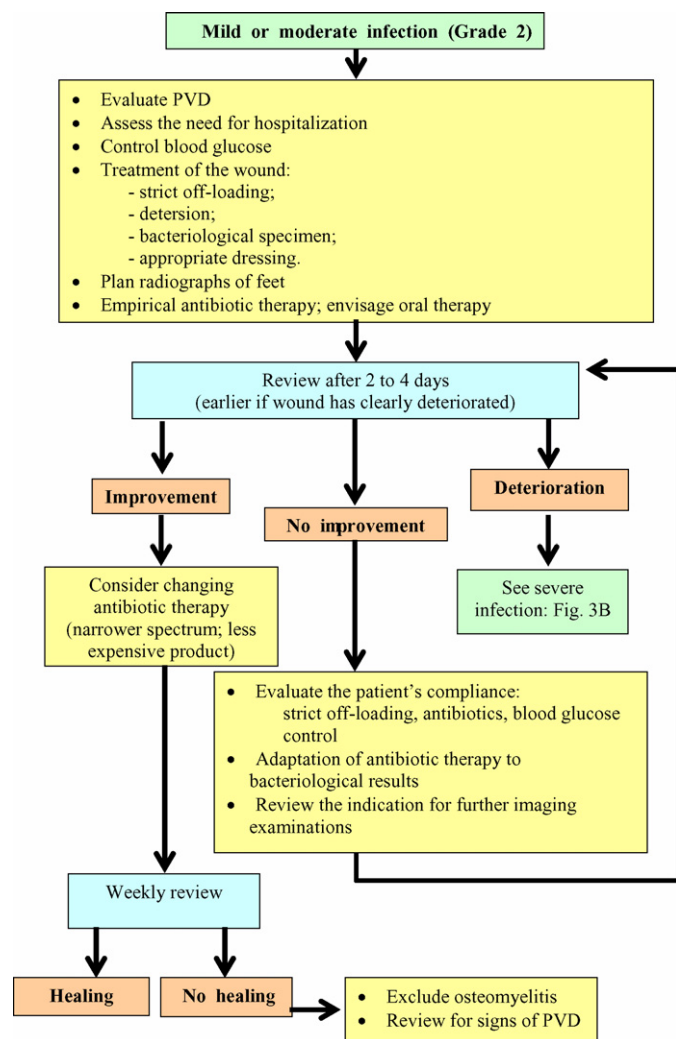 Mild or moderate infection (Grade 2)
• Evaluate PVD
• Assess the need for hospitalization
• Control blood glucose
• Treatment of the wound:
- strict off-loading;
- detersion;
- bacteriological specimen;
- appropriate dressing.
• Plan radiographs of feet
• Empirical antibiotic therapy; envisage oral therapy
Review after 2 to 4 days
(earlier if wound has clearly deteriorated)
Improvement
No improvement
Deterioration
Consider changing
antibiotic therapy
(narrower spectrum; less
expensive product)
See severe
infection: Fig. 3B
• Evaluate the patient's compliance:
strict off-loading, antibiotics, blood glucose
control
• Adaptation of antibiotic therapy to
bacteriological results
• Review the indication for further imaging
examinations
Weekly review
Healing
No healing
• Exclude osteomyelitis
• Review for signs of PVD